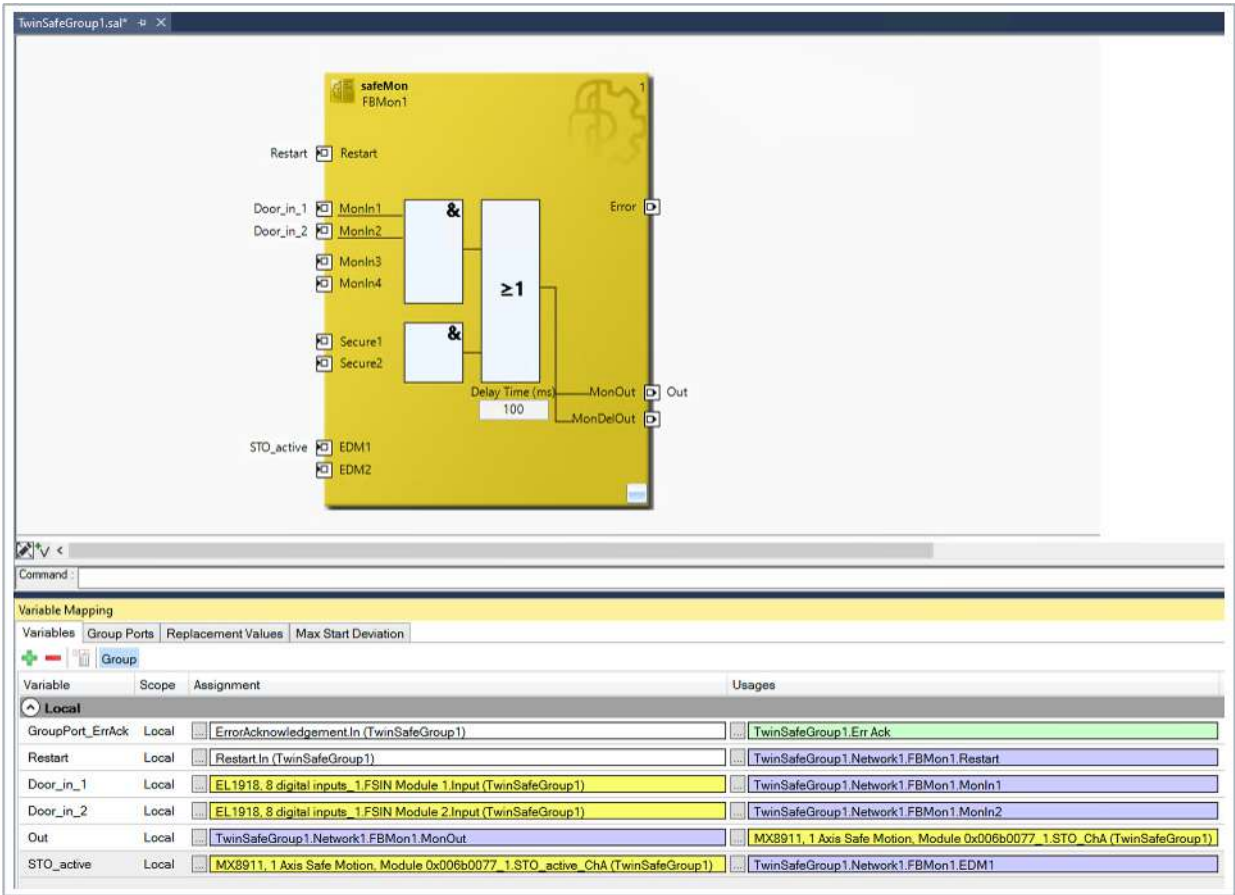 TwinSafeGroup1.sal*
safeMon 1
FBMon1
Restart Restart
Door_in_1 MonIn1 & Error
Door_in_2 MonIn2
MonIn3
MonIn4
≥1
Secure1 &
Secure2
Delay Time (ms) MonOut Out
100
MonDelOut
STO_active EDM1
EDM2
Command :
Variable Mapping
Variables Group Ports Replacement Values Max Start Deviation
Group
Variable Scope Assignment Usages
Local
GroupPort_ErrAck Local ... ErrorAcknowledgement.In (TwinSafeGroup1) ... TwinSafeGroup1.Err Ack
Restart Local ... Restart.In (TwinSafeGroup1) ... TwinSafeGroup1.Network1.FBMon1.Restart
Door_in_1 Local ... EL1918, 8 digital inputs_1.FSIN Module 1.Input (TwinSafeGroup1) ... TwinSafeGroup1.Network1.FBMon1.MonIn1
Door_in_2 Local ... EL1918, 8 digital inputs_1.FSIN Module 2.Input (TwinSafeGroup1) ... TwinSafeGroup1.Network1.FBMon1.MonIn2
Out Local ... TwinSafeGroup1.Network1.FBMon1.MonOut ... MX8911, 1 Axis Safe Motion, Module 0x006b0077_1.STO_ChA (TwinSafeGroup1)
STO_active Local ... MX8911, 1 Axis Safe Motion, Module 0x006b0077_1.STO_active_ChA (TwinSafeGroup1) ... TwinSafeGroup1.Network1.FBMon1.EDM1